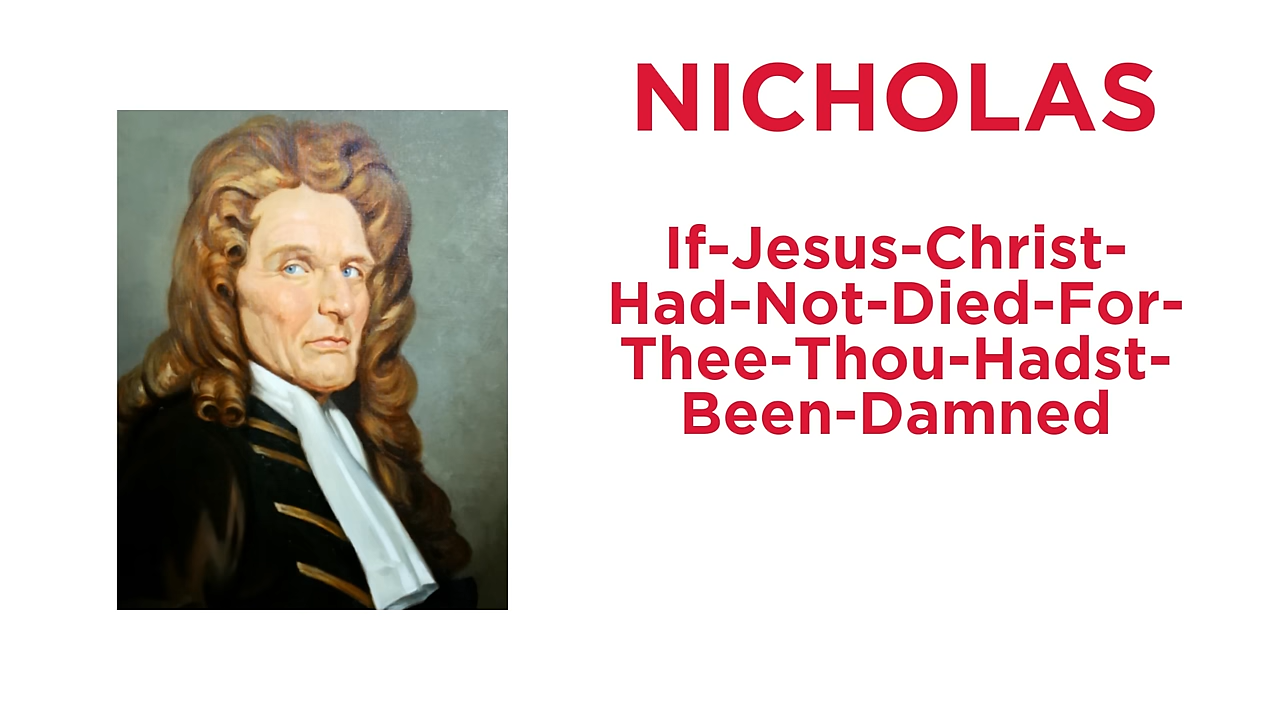 NICHOLAS
If-Jesus-Christ-
Had-Not-Died-For-
Thee-Thou-Hadst-
Been-Damned